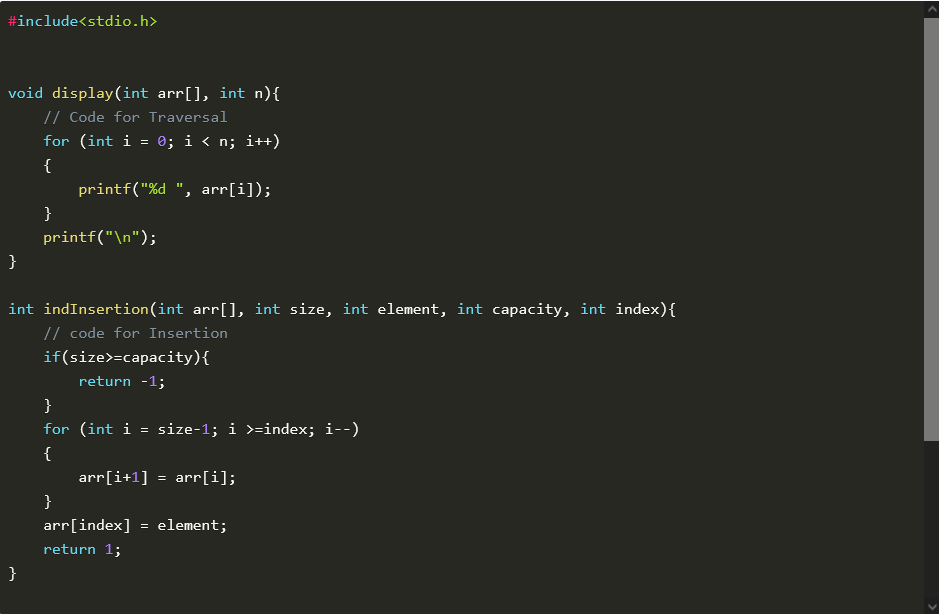 #include<stdio.h>
void display(int arr[], int n){
    // Code for Traversal
    for (int i = 0; i < n; i++)
    {
        printf("%d ", arr[i]);
    }
    printf("\n");
}
int indInsertion(int arr[], int size, int element, int capacity, int index){
    // code for Insertion
    if(size>=capacity){
        return -1;
    }
    for (int i = size-1; i >=index; i--)
    {
        arr[i+1] = arr[i];
    }
    arr[index] = element;
    return 1;
}